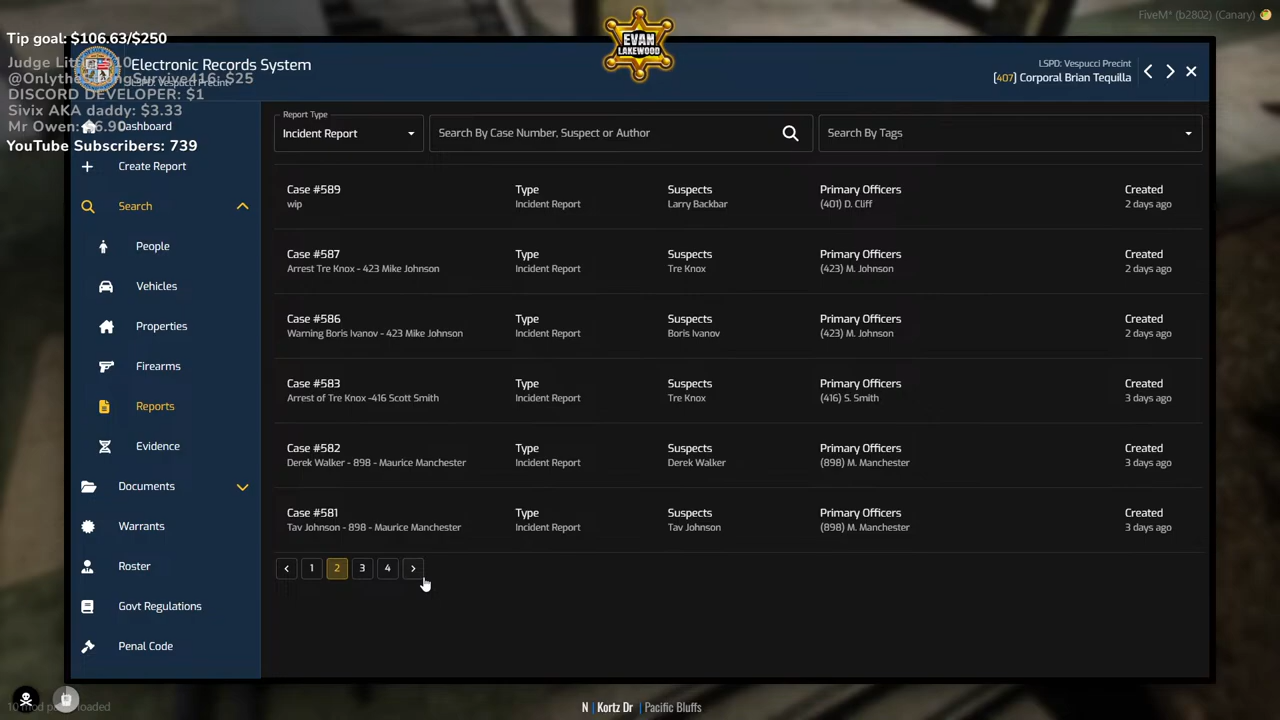 FiveM* (b2802) (Canary)
Tip goal: $106.63/$250
@OnlytheStrongSurvive416: $25
DISCORD DEVELOPER: $1
Sivix AKA daddy: $3.33
YouTube Subscribers: 739
EVAN
LAKEWOOD
Electronic Records System
LSPD: Vespucci Precint
LSPD: Vespucci Precint
[407] Corporal Brian Tequilla
Dashboard
Create Report
Search
People
Vehicles
Properties
Firearms
Reports
Evidence
Documents
Warrants
Roster
Govt Regulations
Penal Code
Report Type
Incident Report
Search By Case Number, Suspect or Author
Search By Tags
Case #589 Type Suspects Primary Officers Created
wip Incident Report Larry Backbar (401) D. Cliff 2 days ago
Case #587 Type Suspects Primary Officers Created
Arrest Tre Knox - 423 Mike Johnson Incident Report Tre Knox (423) M. Johnson 2 days ago
Case #586 Type Suspects Primary Officers Created
Warning Boris Ivanov - 423 Mike Johnson Incident Report Boris Ivanov (423) M. Johnson 2 days ago
Case #583 Type Suspects Primary Officers Created
Arrest of Tre Knox -416 Scott Smith Incident Report Tre Knox (416) S. Smith 3 days ago
Case #582 Type Suspects Primary Officers Created
Derek Walker - 898 - Maurice Manchester Incident Report Derek Walker (898) M. Manchester 3 days ago
Case #581 Type Suspects Primary Officers Created
Tav Johnson - 898 - Maurice Manchester Incident Report Tav Johnson (898) M. Manchester 3 days ago
< 1 2 3 4 >
N | Kortz Dr | Pacific Bluffs